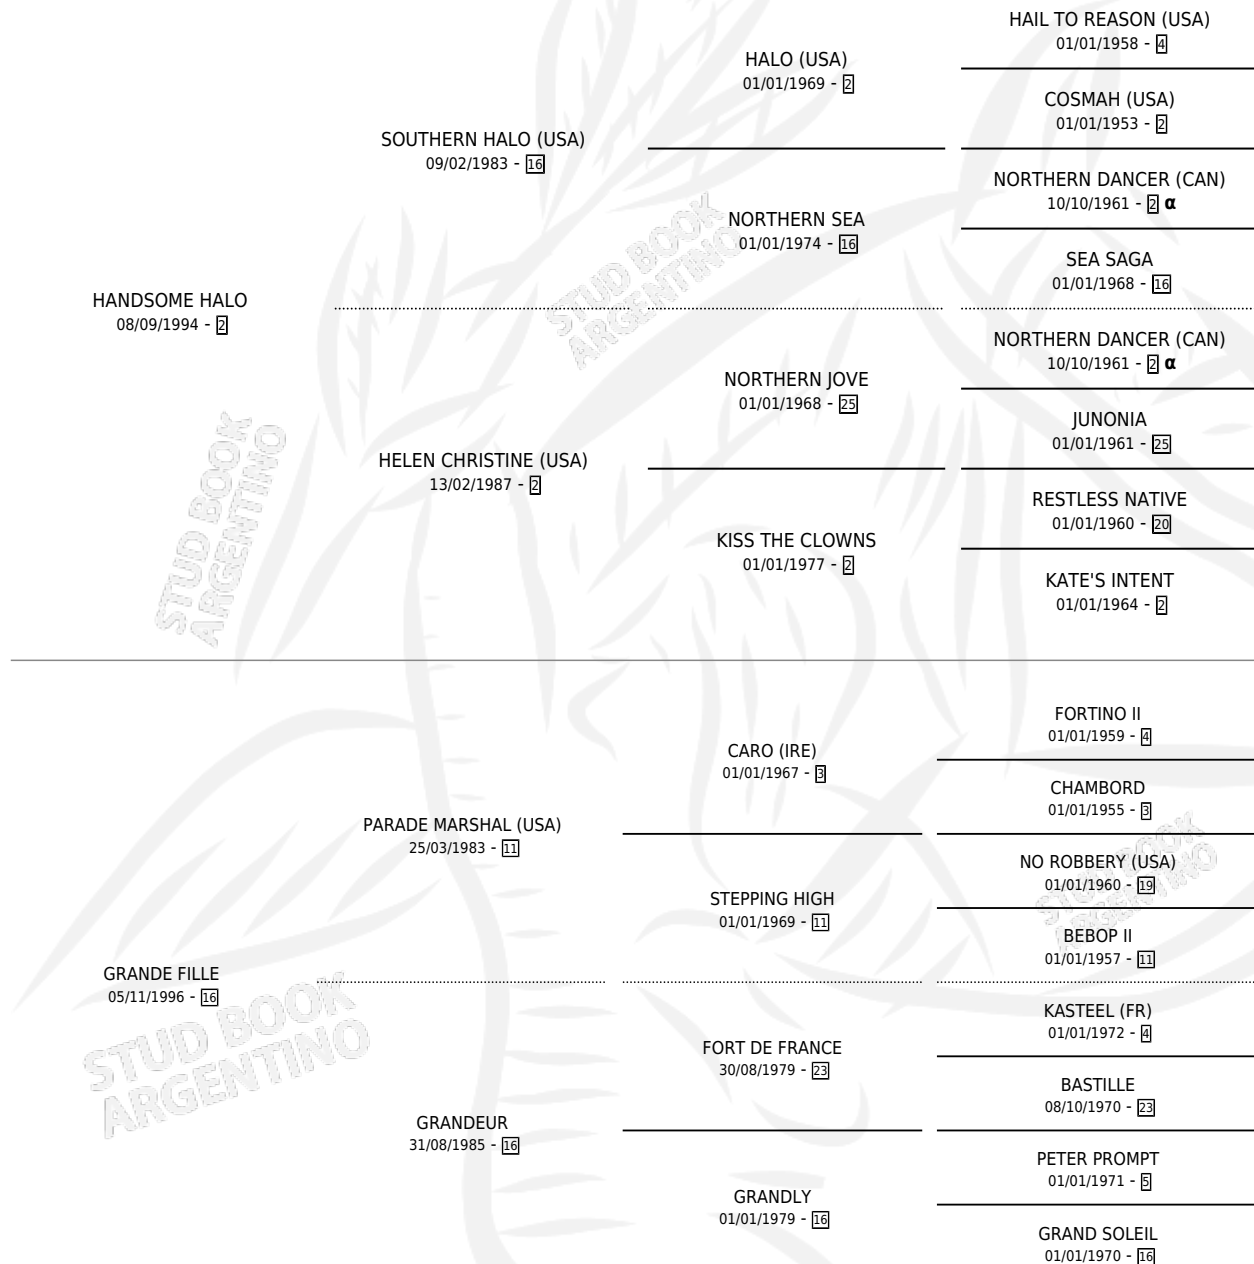 HAIL TO REASON (USA)
01/01/1958 - 4
HALO (USA)
01/01/1969 - 2
COSMAH (USA)
01/01/1953 - 2
SOUTHERN HALO (USA)
09/02/1983 - 16
NORTHERN DANCER (CAN)
10/10/1961 - 2 α
NORTHERN SEA
01/01/1974 - 16
SEA SAGA
01/01/1968 - 16
HANDSOME HALO
08/09/1994 - 2
NORTHERN DANCER (CAN)
10/10/1961 - 2 α
NORTHERN JOVE
01/01/1968 - 25
JUNONIA
01/01/1961 - 25
HELEN CHRISTINE (USA)
13/02/1987 - 2
RESTLESS NATIVE
01/01/1960 - 20
KISS THE CLOWNS
01/01/1977 - 2
KATE'S INTENT
01/01/1964 - 2
FORTINO II
01/01/1959 - 4
CARO (IRE)
01/01/1967 - 3
CHAMBORD
01/01/1955 - 3
PARADE MARSHAL (USA)
25/03/1983 - 11
NO ROBBERY (USA)
01/01/1960 - 19
STEPPING HIGH
01/01/1969 - 11
BEBOP II
01/01/1957 - 11
GRANDE FILLE
05/11/1996 - 16
KASTEEL (FR)
01/01/1972 - 4
FORT DE FRANCE
30/08/1979 - 23
BASTILLE
08/10/1970 - 23
GRANDEUR
31/08/1985 - 16
PETER PROMPT
01/01/1971 - 5
GRANDLY
01/01/1979 - 16
GRAND SOLEIL
01/01/1970 - 16
STUD BOOK
ARGENTINO
STUD BOOK
ARGENTINO
STUD BOOK
ARGENTINO
STUD BOOK
ARGENTINO